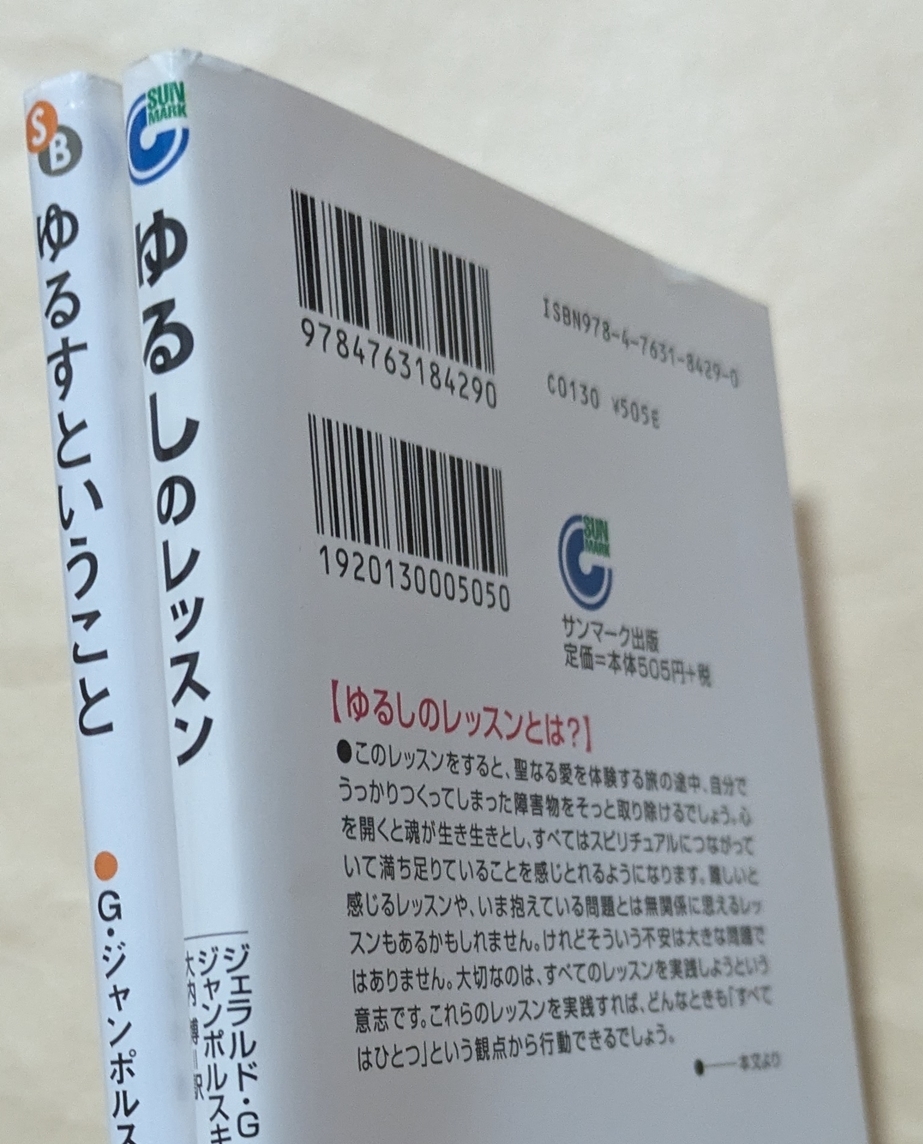 SB
ゆるすということ
●G・ジャンポルス
SUN
MARK
ゆるしのレッスン
ジェラルド・G
ジャンポルスキ
大内 博=訳
9784763184290
ISBN978-4-7631-8429-0
C0130 ¥505E
1920130005050
SUN
MARK
サンマーク出版
定価=本体505円+税
【ゆるしのレッスンとは?】
●このレッスンをすると、聖なる愛を体験する旅の途中、自分で
うっかりつくってしまった障害物をそっと取り除けるでしょう。心
を開くと魂が生き生きとし、すべてはスピリチュアルにつながって
いて満ち足りていることを感じとれるようになります。難しいと
感じるレッスンや、いま抱えている問題とは無関係に思えるレッ
スンもあるかもしれません。けれどそういう不安は大きな問題で
はありません。大切なのは、すべてのレッスンを実践しようという
意志です。これらのレッスンを実践すれば、どんなときも「すべて
はひとつ」という観点から行動できるでしょう。
●——本文より